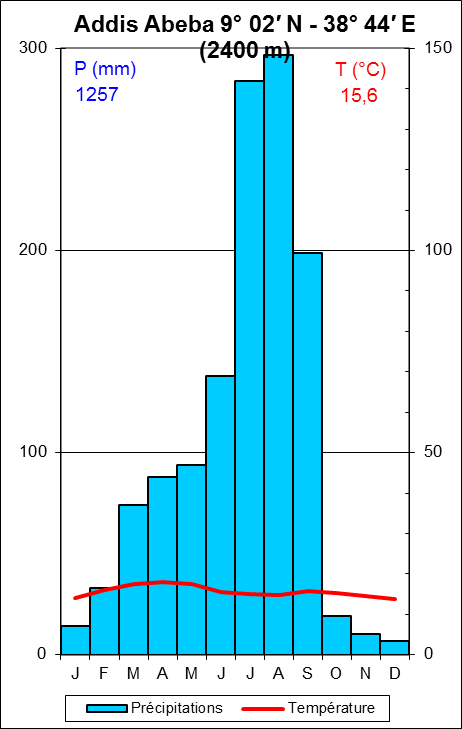 Addis Abeba 9° 02′ N - 38° 44′ E
(2400 m)
P (mm)
1257
T (°C)
15,6
300
200
100
0
150
100
50
0
J F M A M J J A S O N D
Précipitations Température